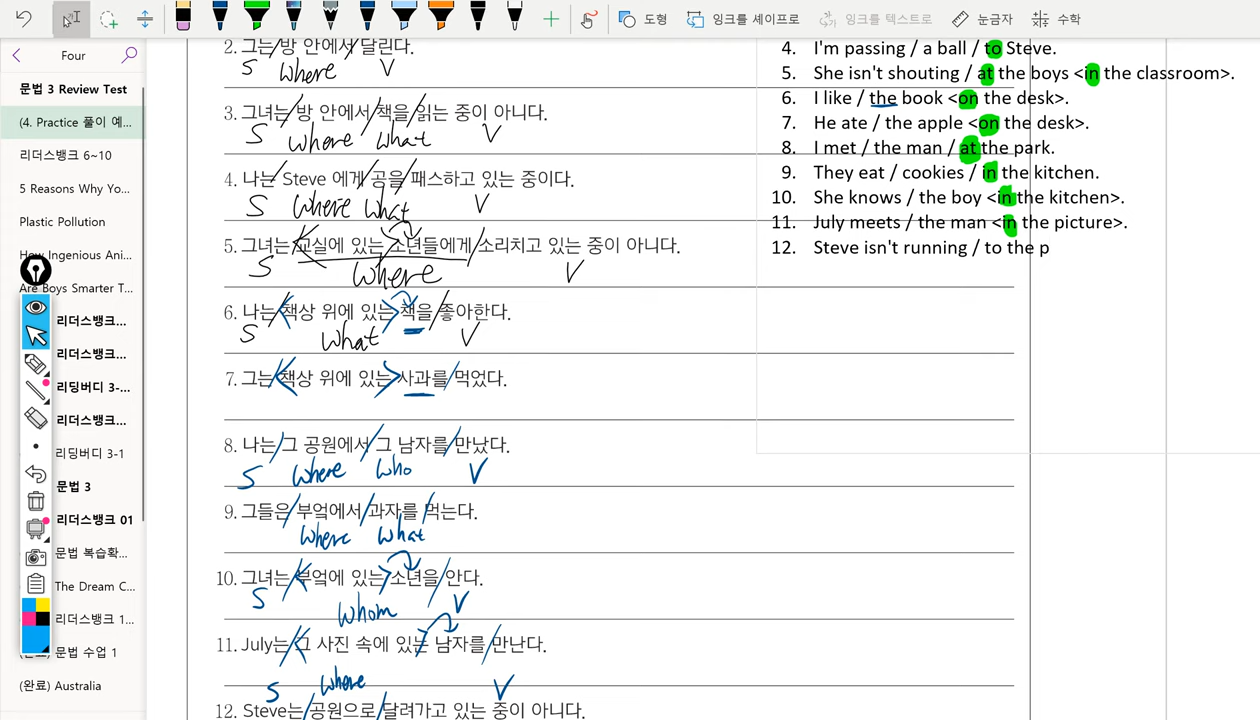 도형
잉크를 셰이프로
잉크를 텍스트로
눈금자
수학
Four
문법 3 Review Test
(4. Practice 풀이 예...
리더스뱅크 6~10
5 Reasons Why Yo...
Plastic Pollution
How Ingenious Ani...
Are Boys Smarter T...
리더스뱅크...
리더스뱅크...
리딩버디 3-...
리더스뱅크...
리딩버디 3-1
문법 3
리더스뱅크 01
문법 복습확...
The Dream C...
리더스뱅크 1...
문법 수업 1
(완료) Australia
2. 그는/방 안에서/달린다.
S where V
3. 그녀는/방 안에서/책을/읽는 중이 아니다.
S where what V
4. 나는/Steve 에게/공을/패스하고 있는 중이다.
S where what V
5. 그녀는/<교실에 있는>소년들에게/소리치고 있는 중이 아니다.
S where V
6. 나는/<책상 위에 있는>책을/좋아한다.
S what V
7. 그는/<책상 위에 있는>사과를/먹었다.
8. 나는/그 공원에서/그 남자를/만났다.
S where who V
9. 그들은/부엌에서/과자를/먹는다.
where what
10. 그녀는/<부엌에 있는>소년을/안다.
S whom V
11. July는/<그 사진 속에 있는>남자를/만난다.
S where V
12. Steve는/공원으로/달려가고 있는 중이 아니다.
4. I'm passing / a ball / to Steve.
5. She isn't shouting / at the boys <in the classroom>.
6. I like / the book <on the desk>.
7. He ate / the apple <on the desk>.
8. I met / the man / at the park.
9. They eat / cookies / in the kitchen.
10. She knows / the boy <in the kitchen>.
11. July meets / the man <in the picture>.
12. Steve isn't running / to the p